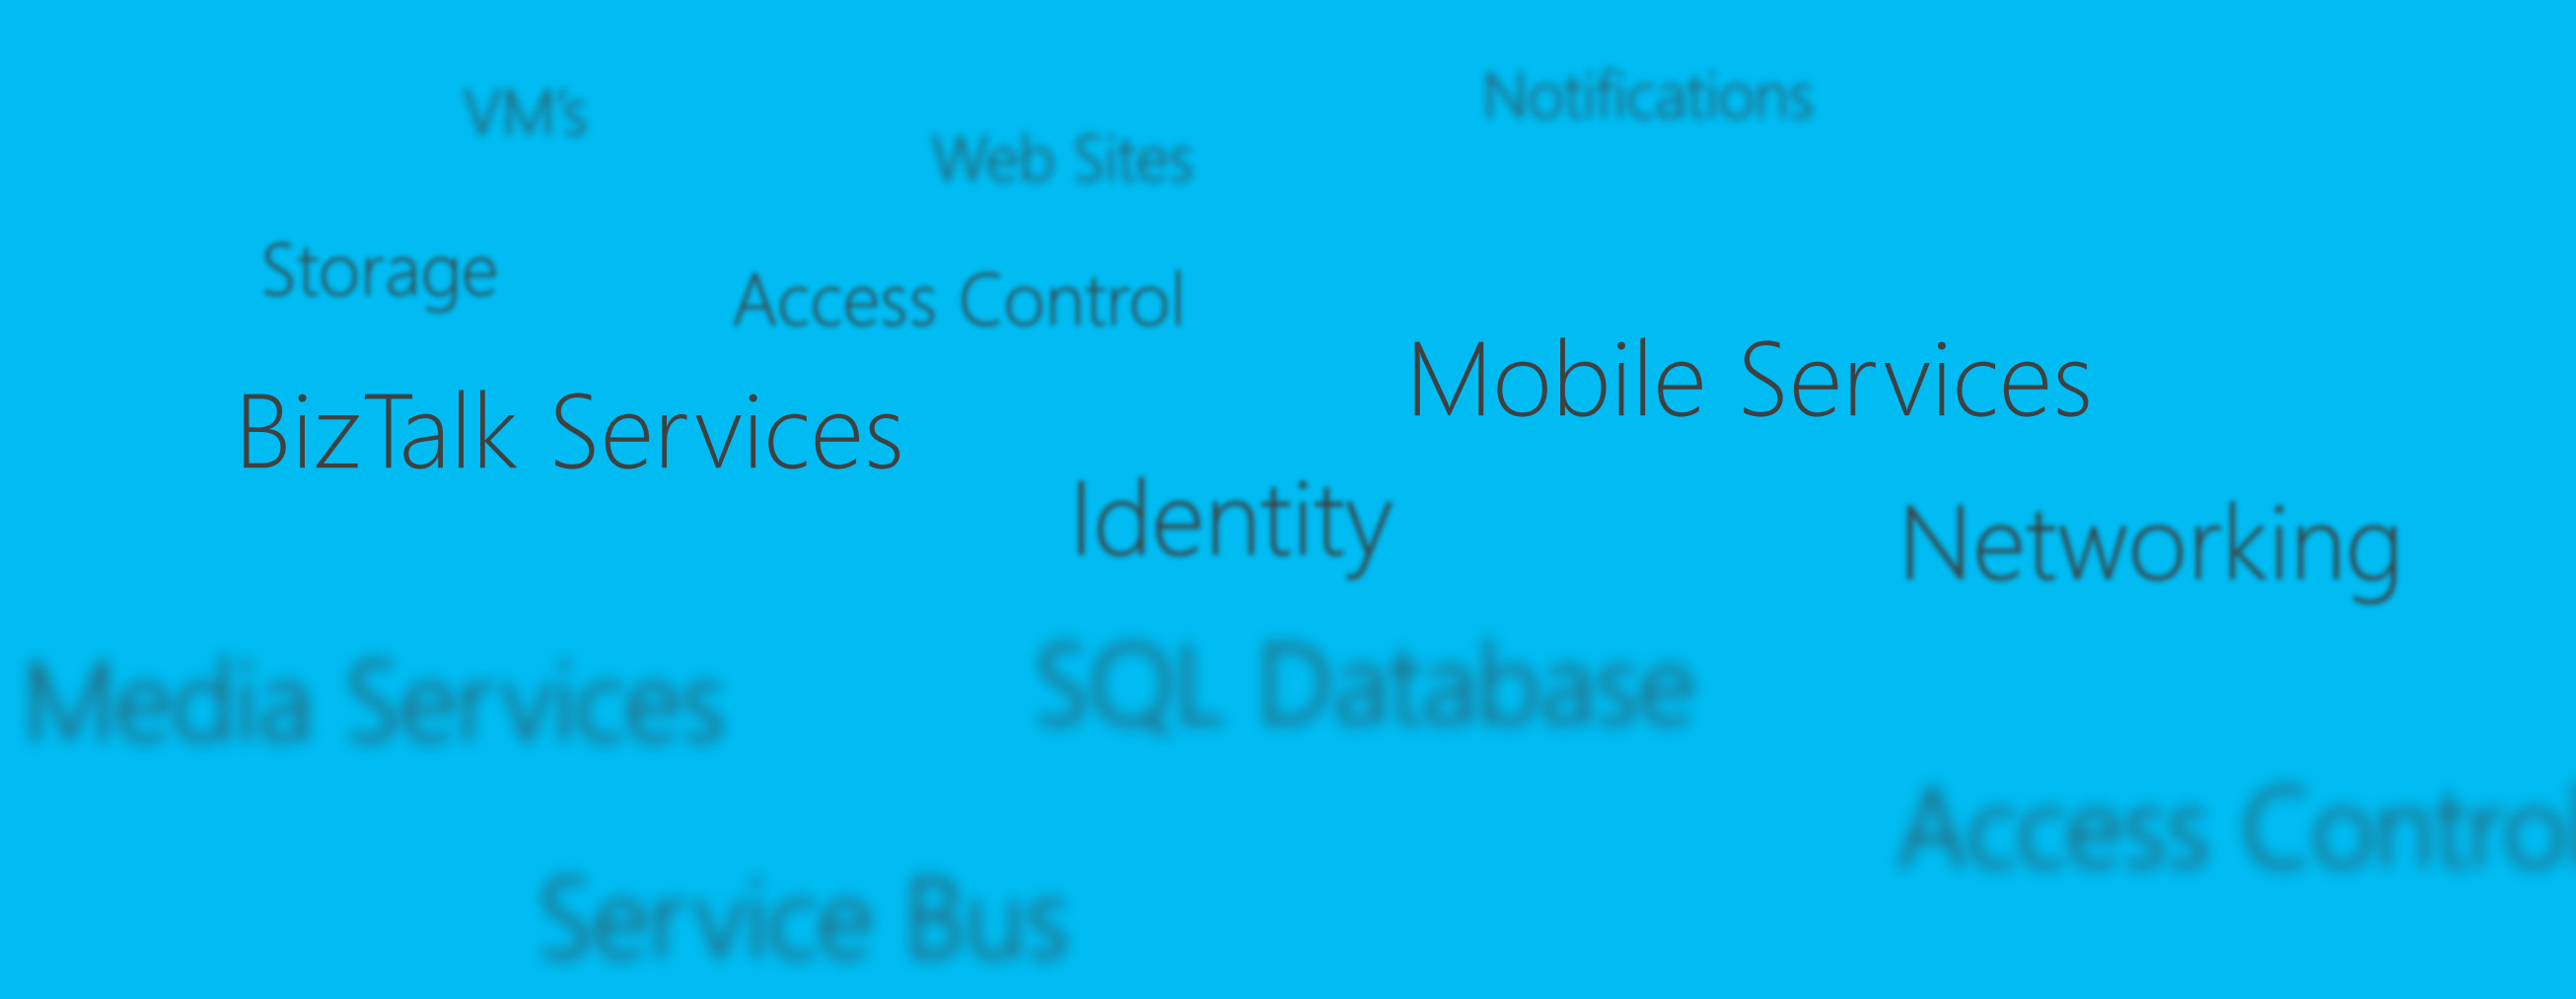 VM's
Notifications
Web Sites
Storage
Access Control
Mobile Services
BizTalk Services
Identity
Networking
Media Services
SQL Database
Access Control
Service Bus